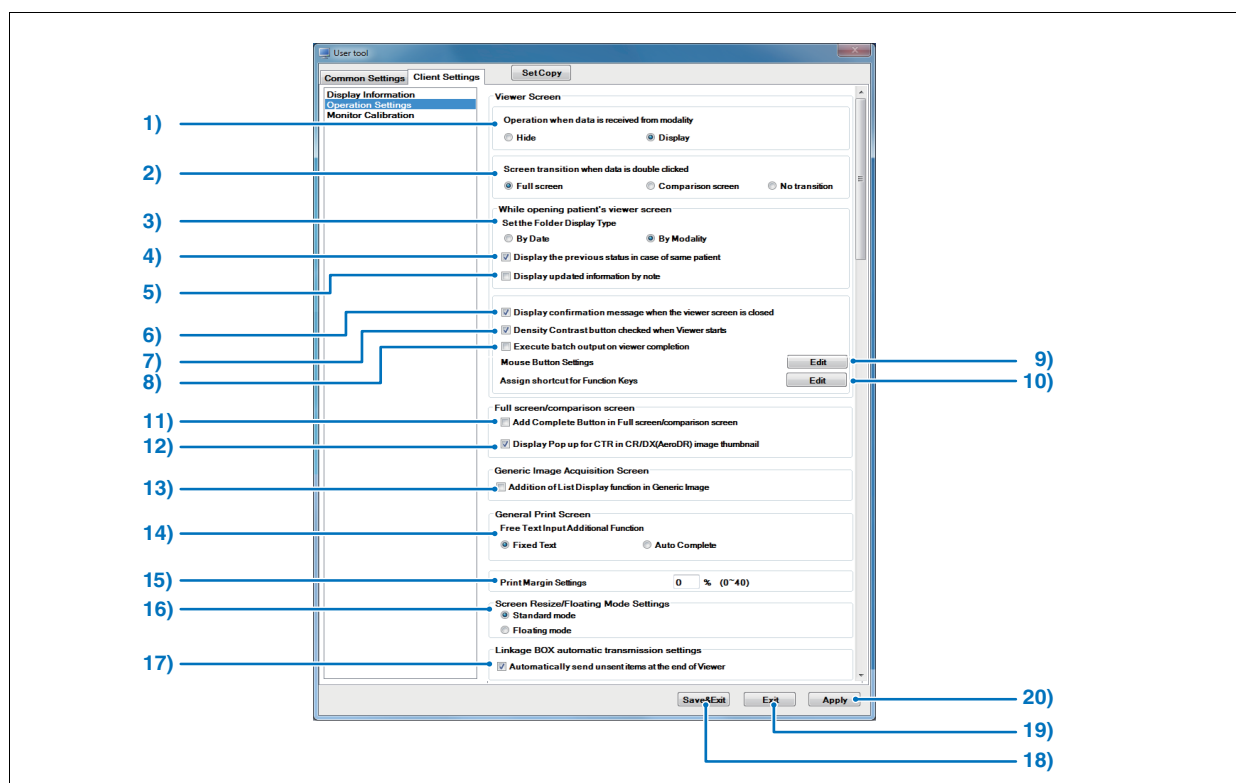 User tool
Common Settings Client Settings SetCopy
Display Information
Operation Settings
Monitor Calibration
Viewer Screen
1) Operation when data is received from modality
Hide Display
2) Screen transition when data is double clicked
Full screen Comparison screen No transition
While opening patient's viewer screen
3) Set the Folder Display Type
By Date By Modality
4) Display the previous status in case of same patient
5) Display updated information by note
6) Display confirmation message when the viewer screen is closed
7) Density Contrast button checked when Viewer starts
8) Execute batch output on viewer completion
Mouse Button Settings Edit 9)
Assign shortcut for Function Keys Edit 10)
Full screen/comparison screen
11) Add Complete Button in Full screen/comparison screen
12) Display Pop up for CTR in CR/DX(AeroDR) image thumbnail
Generic Image Acquisition Screen
13) Addition of List Display function in Generic Image
General Print Screen
14) Free Text Input Additional Function
Fixed Text Auto Complete
15) Print Margin Settings 0 % (0~40)
16) Screen Resize/Floating Mode Settings
Standard mode
Floating mode
Linkage BOX automatic transmission settings
17) Automatically send unsent items at the end of Viewer
Save&Exit Exit Apply 20)
19)
18)